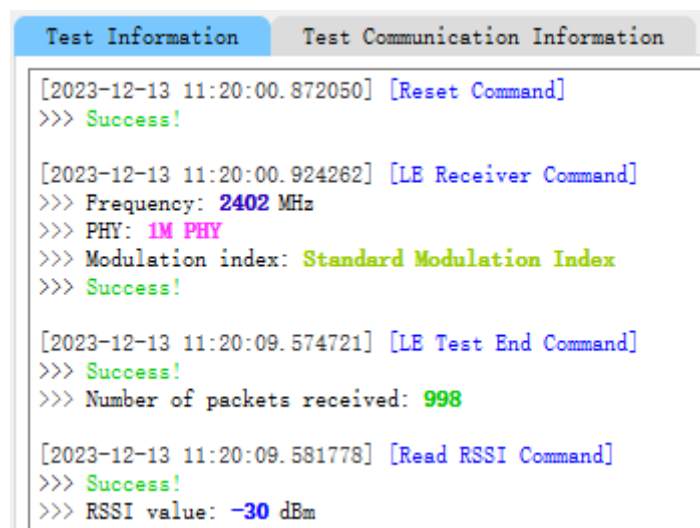 Test Information
Test Communication Information
[2023-12-13 11:20:00.872050] [Reset Command]
>>> Success!
[2023-12-13 11:20:00.924262] [LE Receiver Command]
>>> Frequency: 2402 MHz
>>> PHY: 1M PHY
>>> Modulation index: Standard Modulation Index
>>> Success!
[2023-12-13 11:20:09.574721] [LE Test End Command]
>>> Success!
>>> Number of packets received: 998
[2023-12-13 11:20:09.581778] [Read RSSI Command]
>>> Success!
>>> RSSI value: -30 dBm